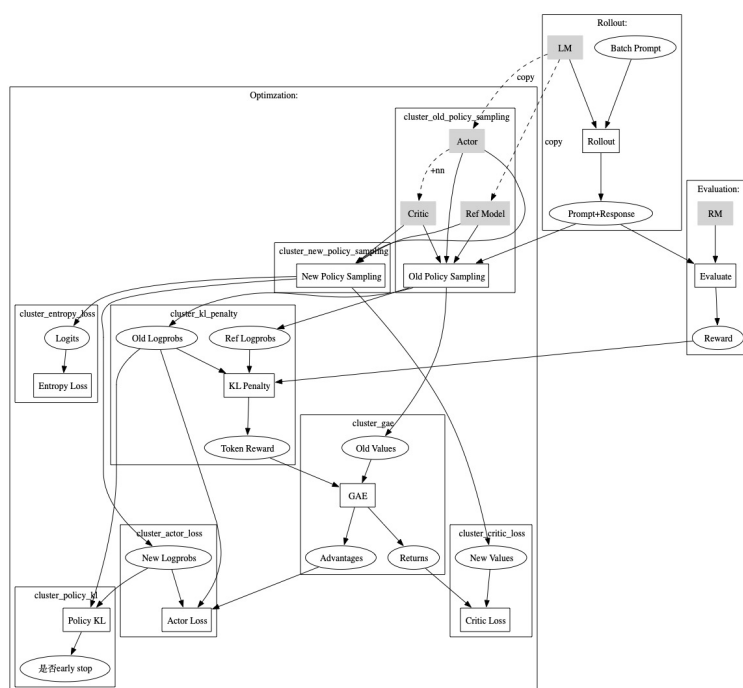 Rollout:
LM
Batch Prompt
copy
Optimzation:
cluster_old_policy_sampling
Actor
copy
Rollout
+nn
Evaluation:
Critic
Ref Model
Prompt+Response
RM
cluster_new_policy_sampling
New Policy Sampling
Old Policy Sampling
Evaluate
cluster_entropy_loss
cluster_kl_penalty
Logits
Old Logprobs
Ref Logprobs
Reward
Entropy Loss
KL Penalty
cluster_gae
Token Reward
Old Values
GAE
cluster_actor_loss
cluster_critic_loss
New Logprobs
Advantages
Returns
New Values
cluster_policy_kl
Policy KL
Actor Loss
Critic Loss
是否early stop